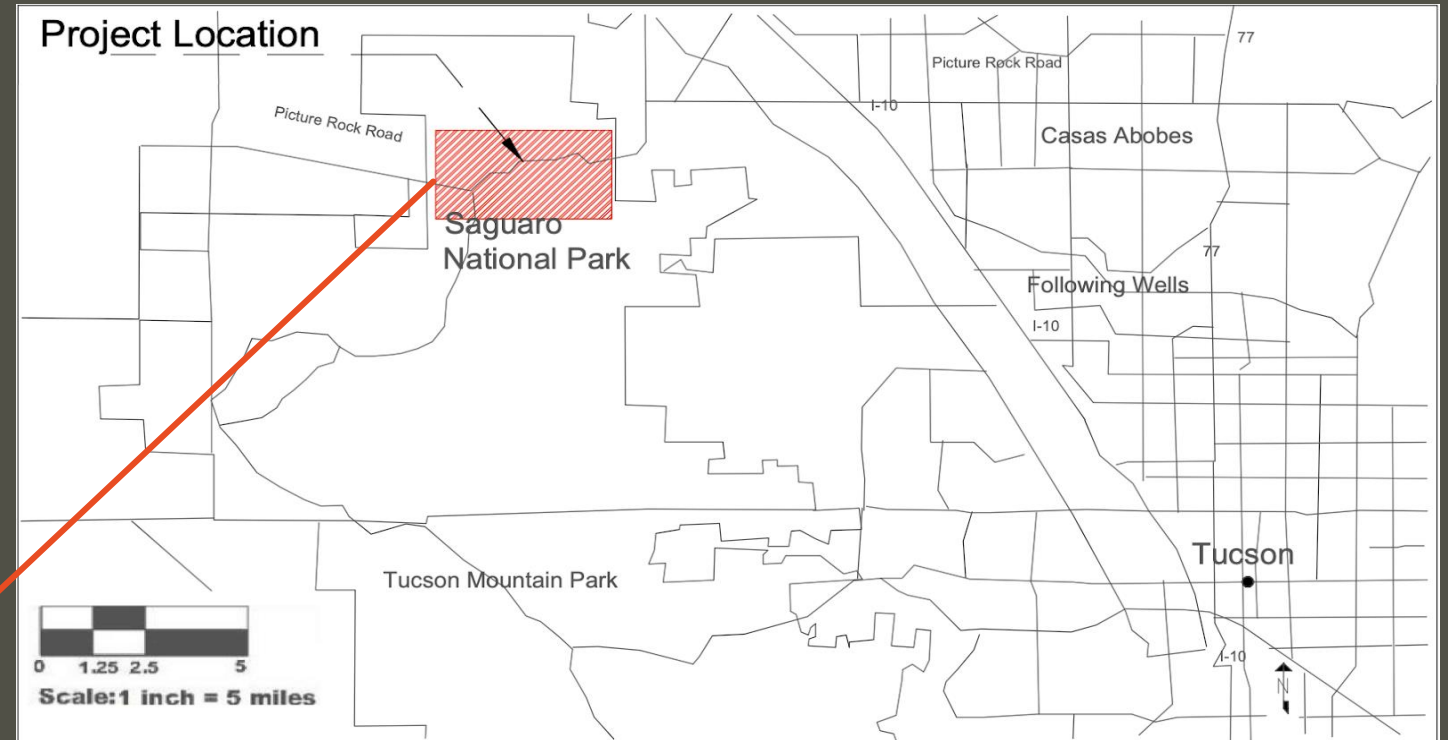 Project Location
77
Picture Rock Road
I-10
Picture Rock Road
Casas Abobes
Saguaro
National Park
77
Following Wells
I-10
Tucson
Tucson Mountain Park
0 1.25 2.5 5
Scale:1 inch = 5 miles
I-10
N